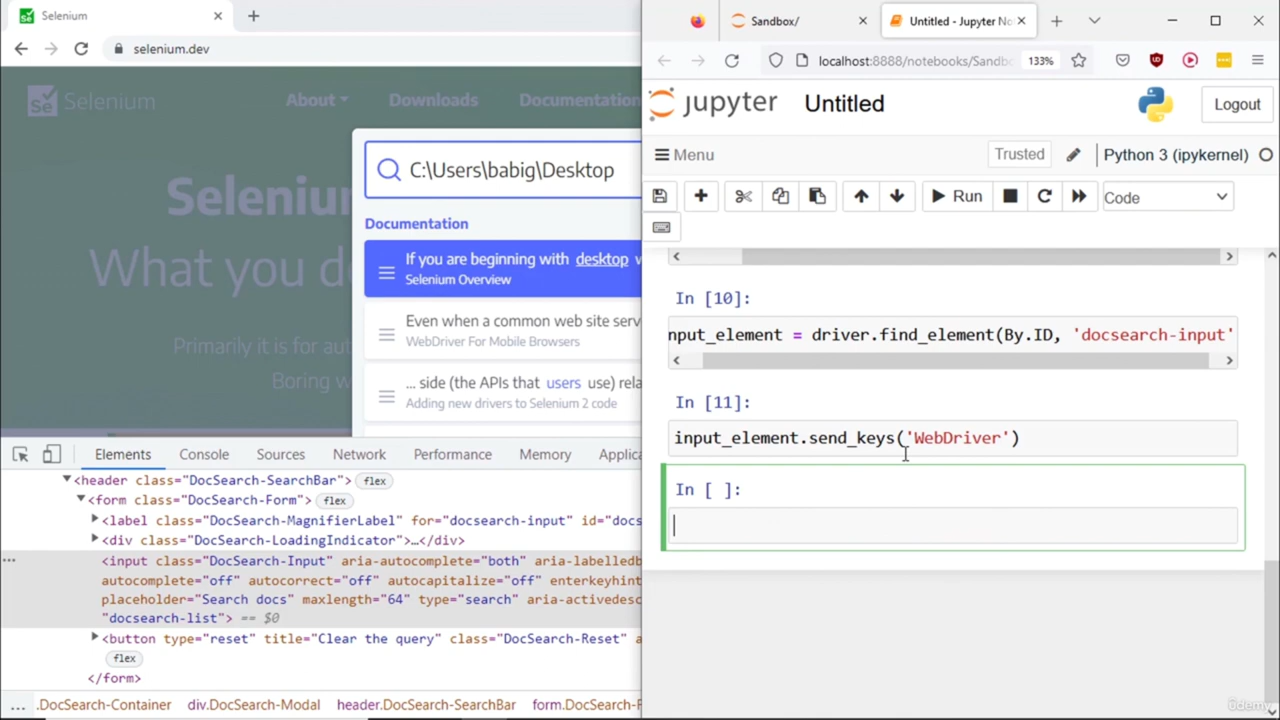 Selenium
selenium.dev
Selenium
About
Downloads
Documentation
Selenium
What you do
Primarily it is for aut
Boring w
C:\Users\babig\Desktop
Documentation
If you are beginning with desktop w
Selenium Overview
Even when a common web site serv
WebDriver For Mobile Browsers
... side (the APIs that users use) rela
Adding new drivers to Selenium 2 code
Elements
Console
Sources
Network
Performance
Memory
Applica
<header class="DocSearch-SearchBar"> flex
<form class="DocSearch-Form"> flex
<label class="DocSearch-MagnifierLabel" for="docsearch-input" id="docs
<div class="DocSearch-LoadingIndicator">…</div>
<input class="DocSearch-Input" aria-autocomplete="both" aria-labelledb
autocomplete="off" autocorrect="off" autocapitalize="off" enterkeyhint
placeholder="Search docs" maxlength="64" type="search" aria-activedesc
"docsearch-list"> == $0
<button type="reset" title="Clear the query" class="DocSearch-Reset" a
flex
</form>
... .DocSearch-Container div.DocSearch-Modal header.DocSearch-SearchBar form.DocSearch-F
Sandbox/
Untitled - Jupyter No
localhost:8888/notebooks/Sandb
133%
jupyter
Untitled
Logout
Menu
Trusted
Python 3 (ipykernel)
Run
Code
In [10]:
nput_element = driver.find_element(By.ID, 'docsearch-input'
In [11]:
input_element.send_keys('WebDriver')
In [ ]:
ûdemy